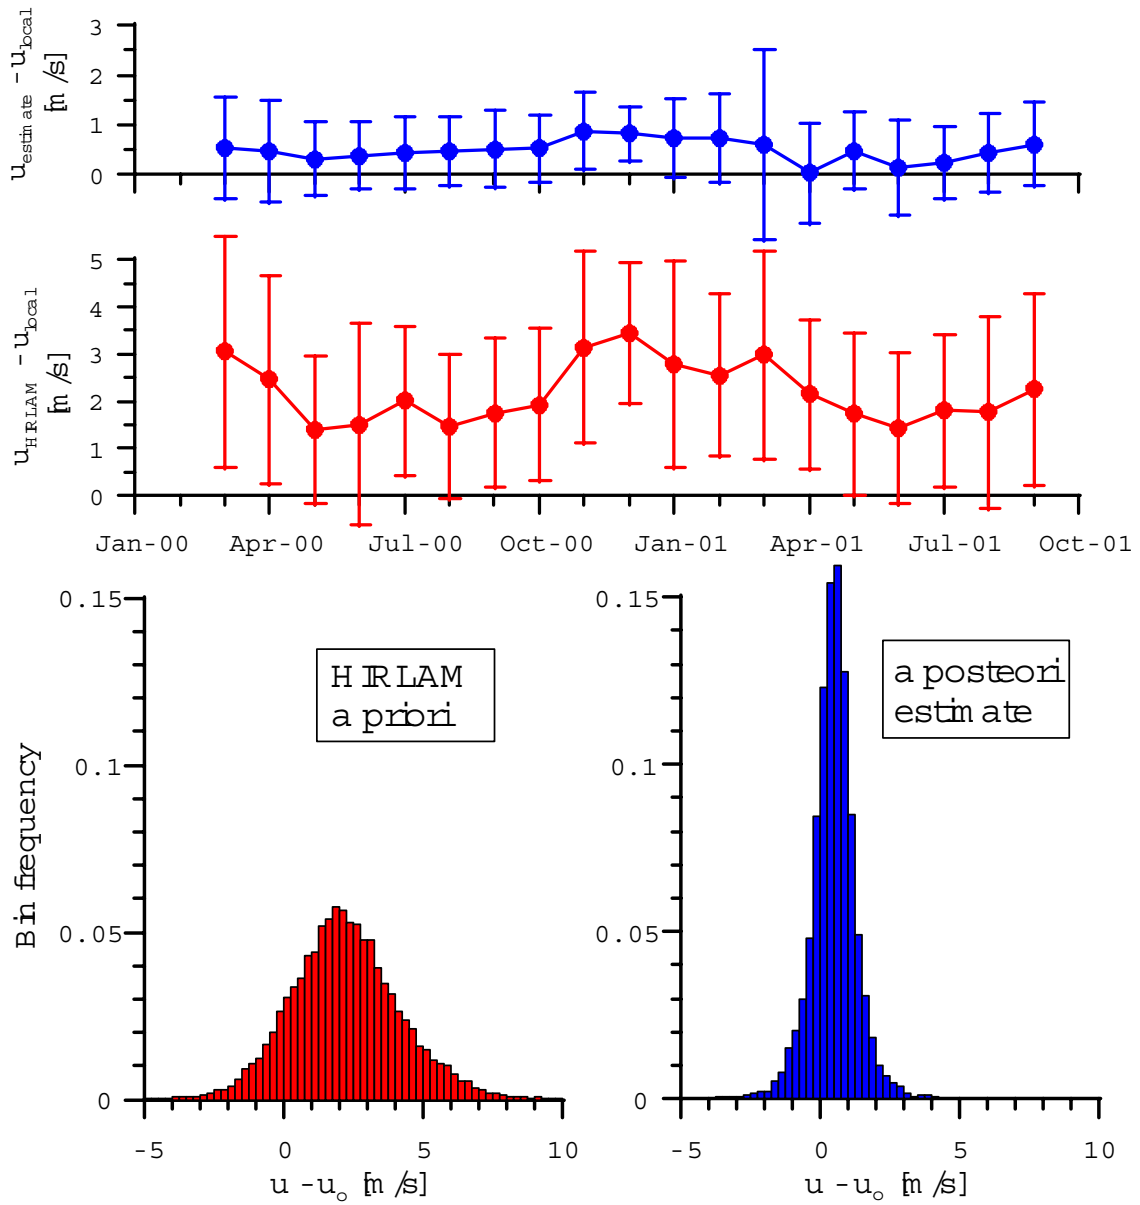 u_estimate - u_local
[m/s]
3
2
1
0
u_HIRLAM - u_local
[m/s]
5
4
3
2
1
0
Jan-00 Apr-00 Jul-00 Oct-00 Jan-01 Apr-01 Jul-01 Oct-01
Bin frequency
0.15
0.1
0.05
0
HIRLAM
a priori
-5 0 5 10
u - u_o [m/s]
0.15
0.1
0.05
0
a posteori
estimate
-5 0 5 10
u - u_o [m/s]